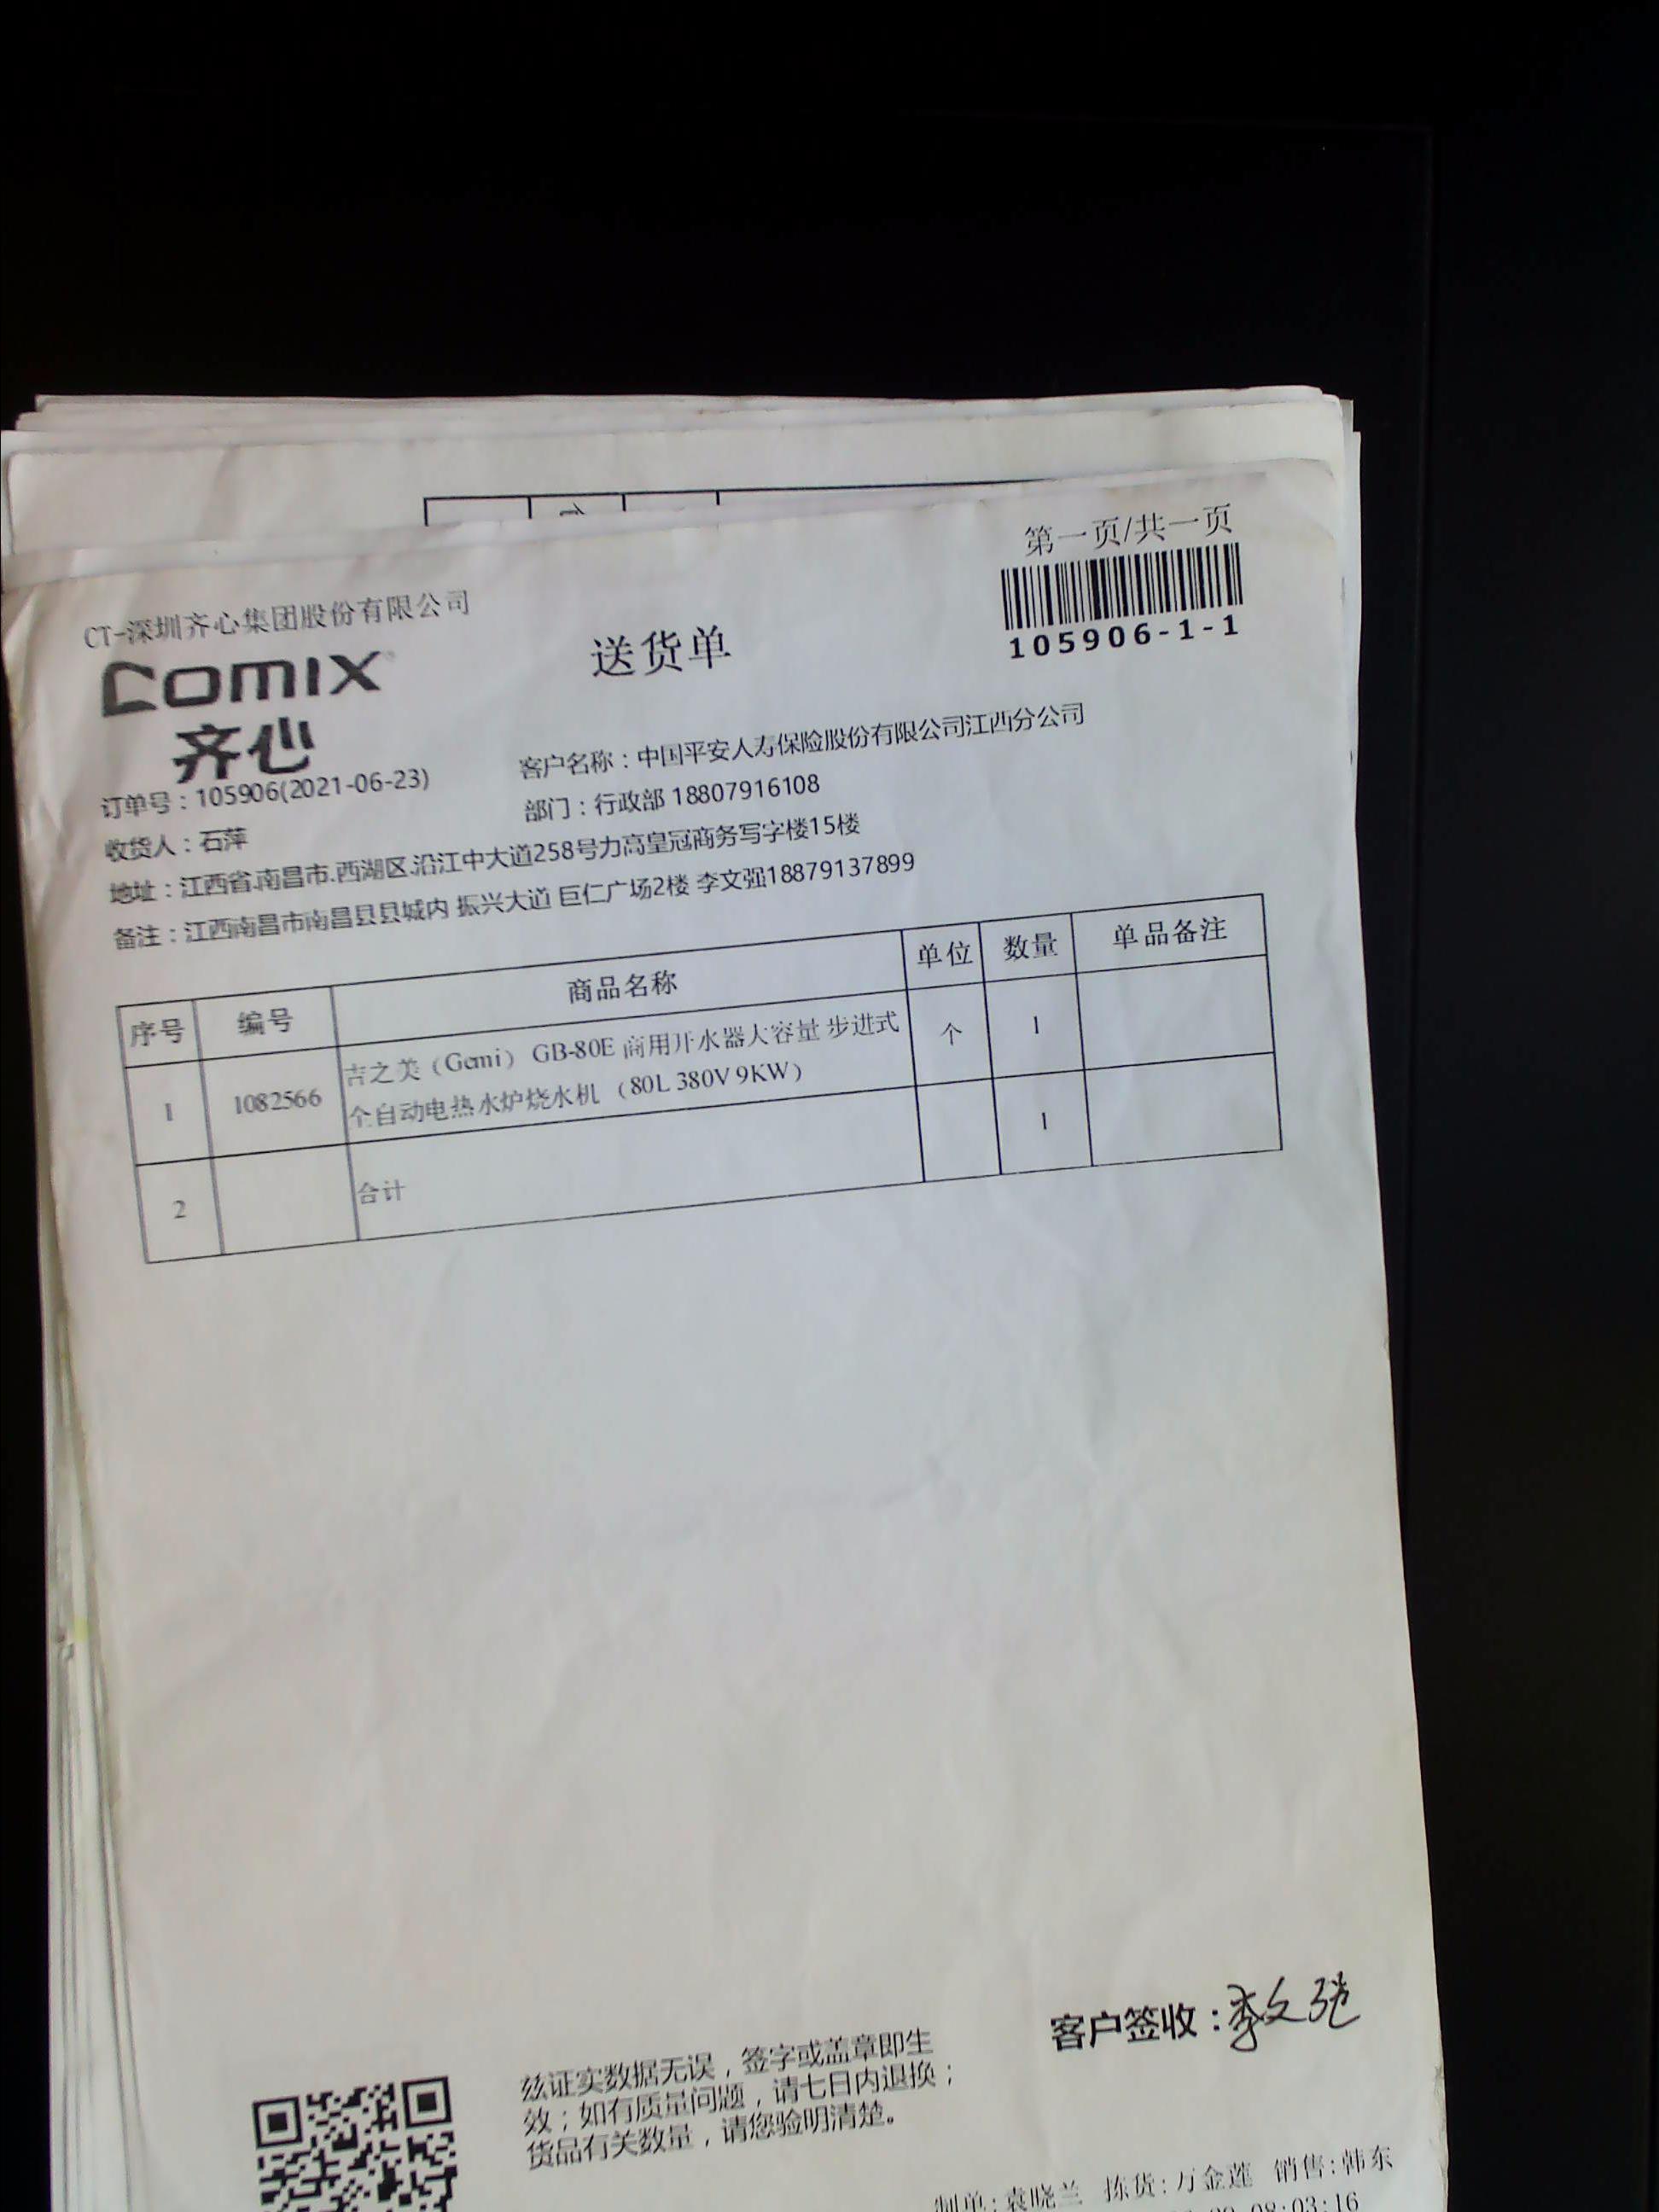 第一页/共一页
105906-1-1
CT-深圳齐心集团股份有限公司
COMIX
齐心
送货单
订单号：105906(2021-06-23)
客户名称：中国平安人寿保险股份有限公司江西分公司
收货人：石萍
部门：行政部 18807916108
地址：江西省.南昌市.西湖区.沿江中大道258号力高皇冠商务写字楼15楼
备注：江西南昌市南昌县县城内 振兴大道 巨仁广场2楼 李文强18879137899
序号 编号 商品名称 单位 数量 单品备注
1 1082566 吉之美（Gemi） GB-80E 商用开水器大容量 步进式 个 1
全自动电热水炉烧水机 （80L 380V 9KW）
2 合计 1
客户签收：李文强
兹证实数据无误，签字或盖章即生
效；如有质量问题，请七日内退换；
货品有关数量，请您验明清楚。
制单：袁晓兰 拣货：万金莲 销售：韩东
08:03:16